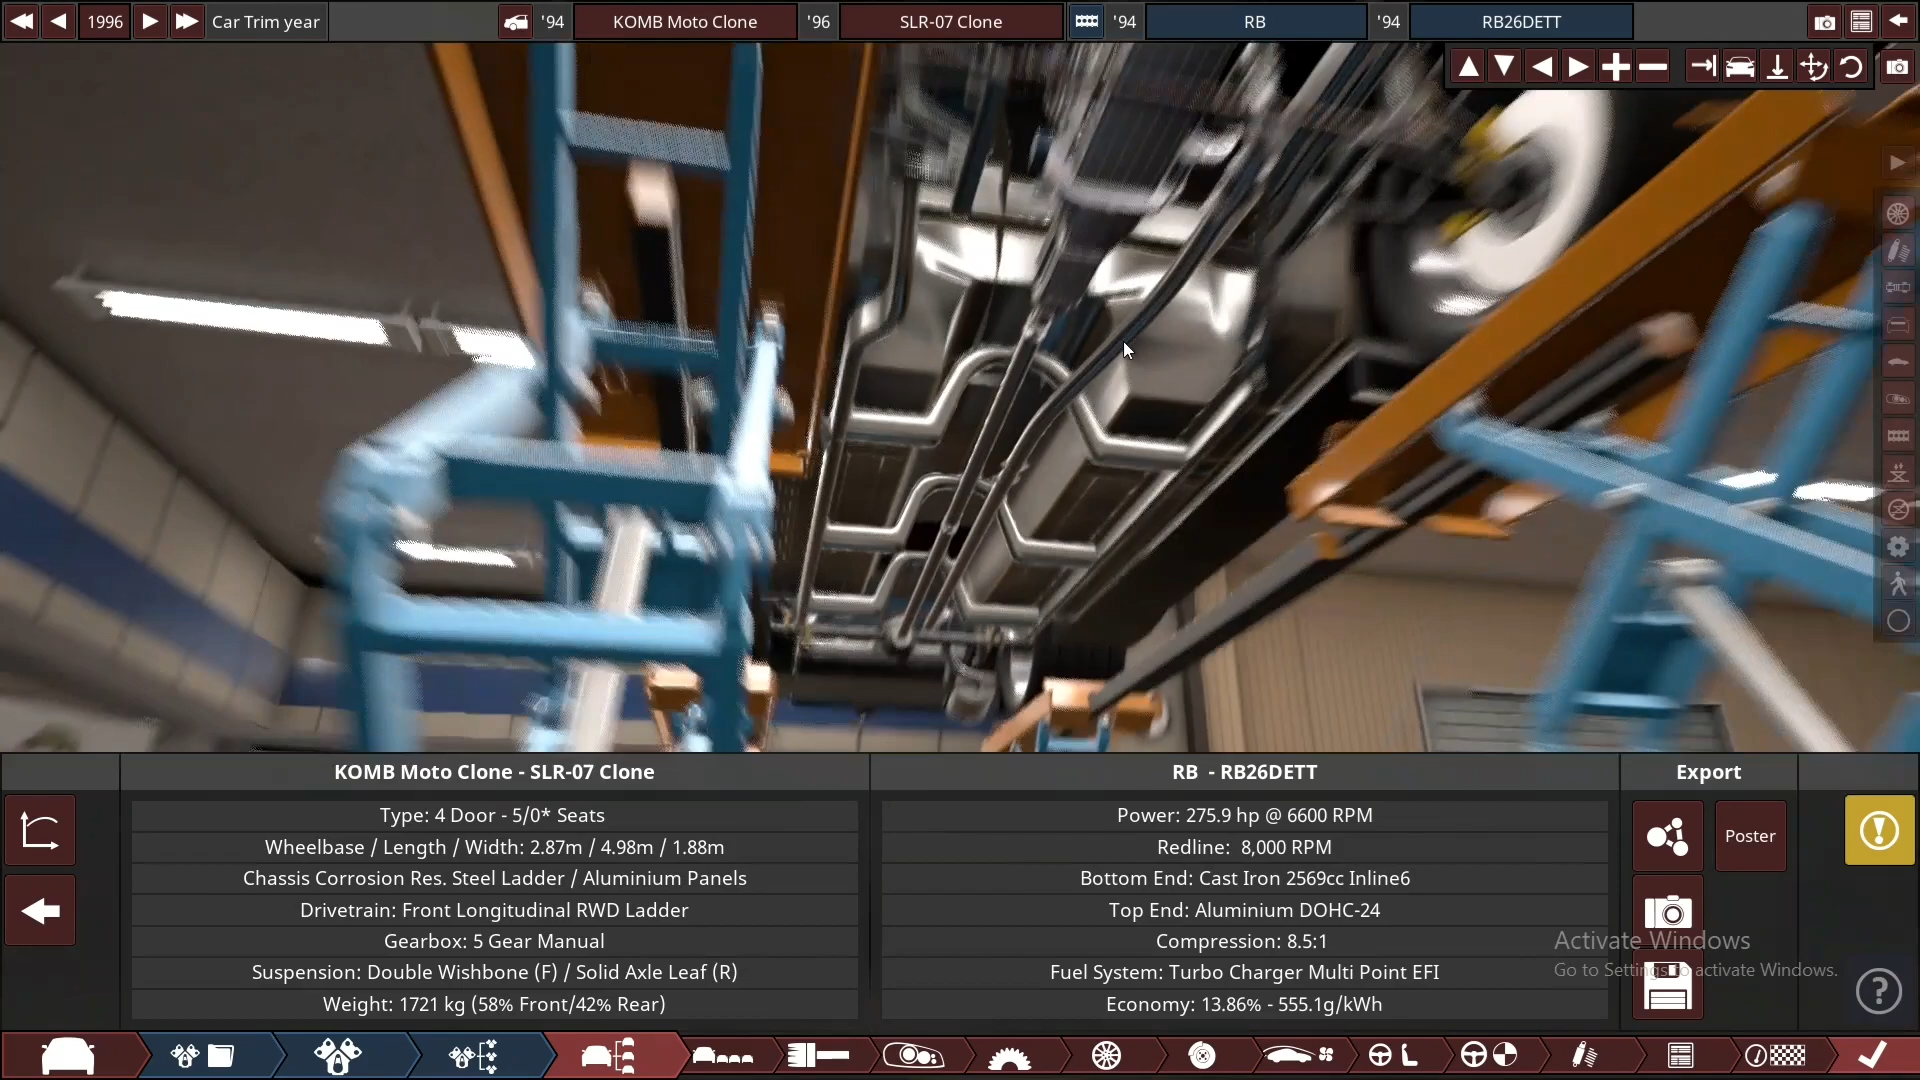 1996 Car Trim year '94 KOMB Moto Clone '96 SLR-07 Clone '94 RB '94 RB26DETT
KOMB Moto Clone - SLR-07 Clone
Type: 4 Door - 5/0* Seats
Wheelbase / Length / Width: 2.87m / 4.98m / 1.88m
Chassis Corrosion Res. Steel Ladder / Aluminium Panels
Drivetrain: Front Longitudinal RWD Ladder
Gearbox: 5 Gear Manual
Suspension: Double Wishbone (F) / Solid Axle Leaf (R)
Weight: 1721 kg (58% Front/42% Rear)
RB - RB26DETT
Power: 275.9 hp @ 6600 RPM
Redline: 8,000 RPM
Bottom End: Cast Iron 2569cc Inline6
Top End: Aluminium DOHC-24
Compression: 8.5:1
Fuel System: Turbo Charger Multi Point EFI
Economy: 13.86% - 555.1g/kWh
Export
Poster
Activate Windows
Go to Settings to activate Windows.